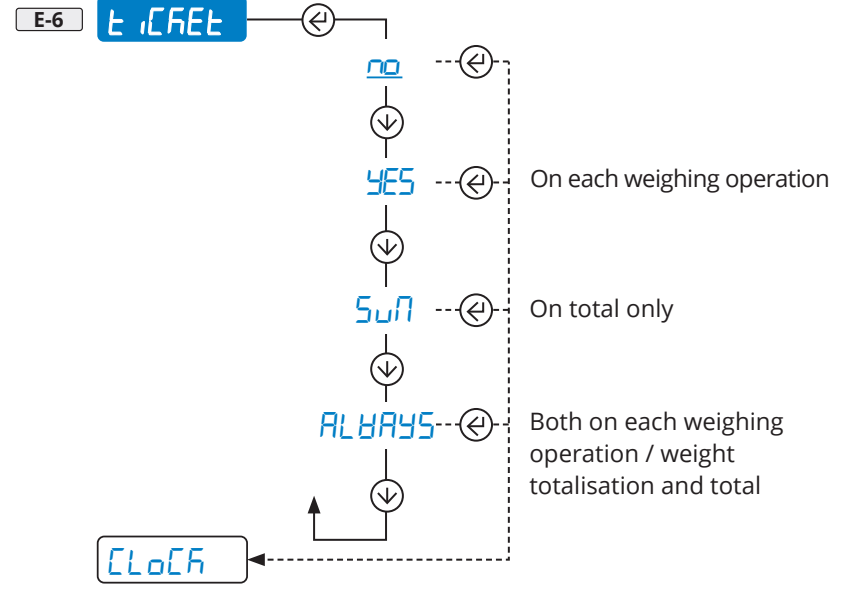 E-6 tiCKEt
no
YES On each weighing operation
SuM On total only
ALWAYS Both on each weighing
operation / weight
totalisation and total
CLoCK